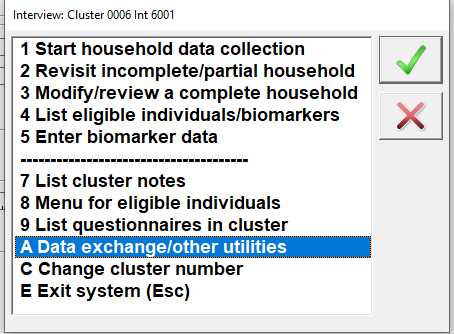 Interview: Cluster 0006 Int 6001
1 Start household data collection
2 Revisit incomplete/partial household
3 Modify/review a complete household
4 List eligible individuals/biomarkers
5 Enter biomarker data
------------------------------------
7 List cluster notes
8 Menu for eligible individuals
9 List questionnaires in cluster
A Data exchange/other utilities
C Change cluster number
E Exit system (Esc)